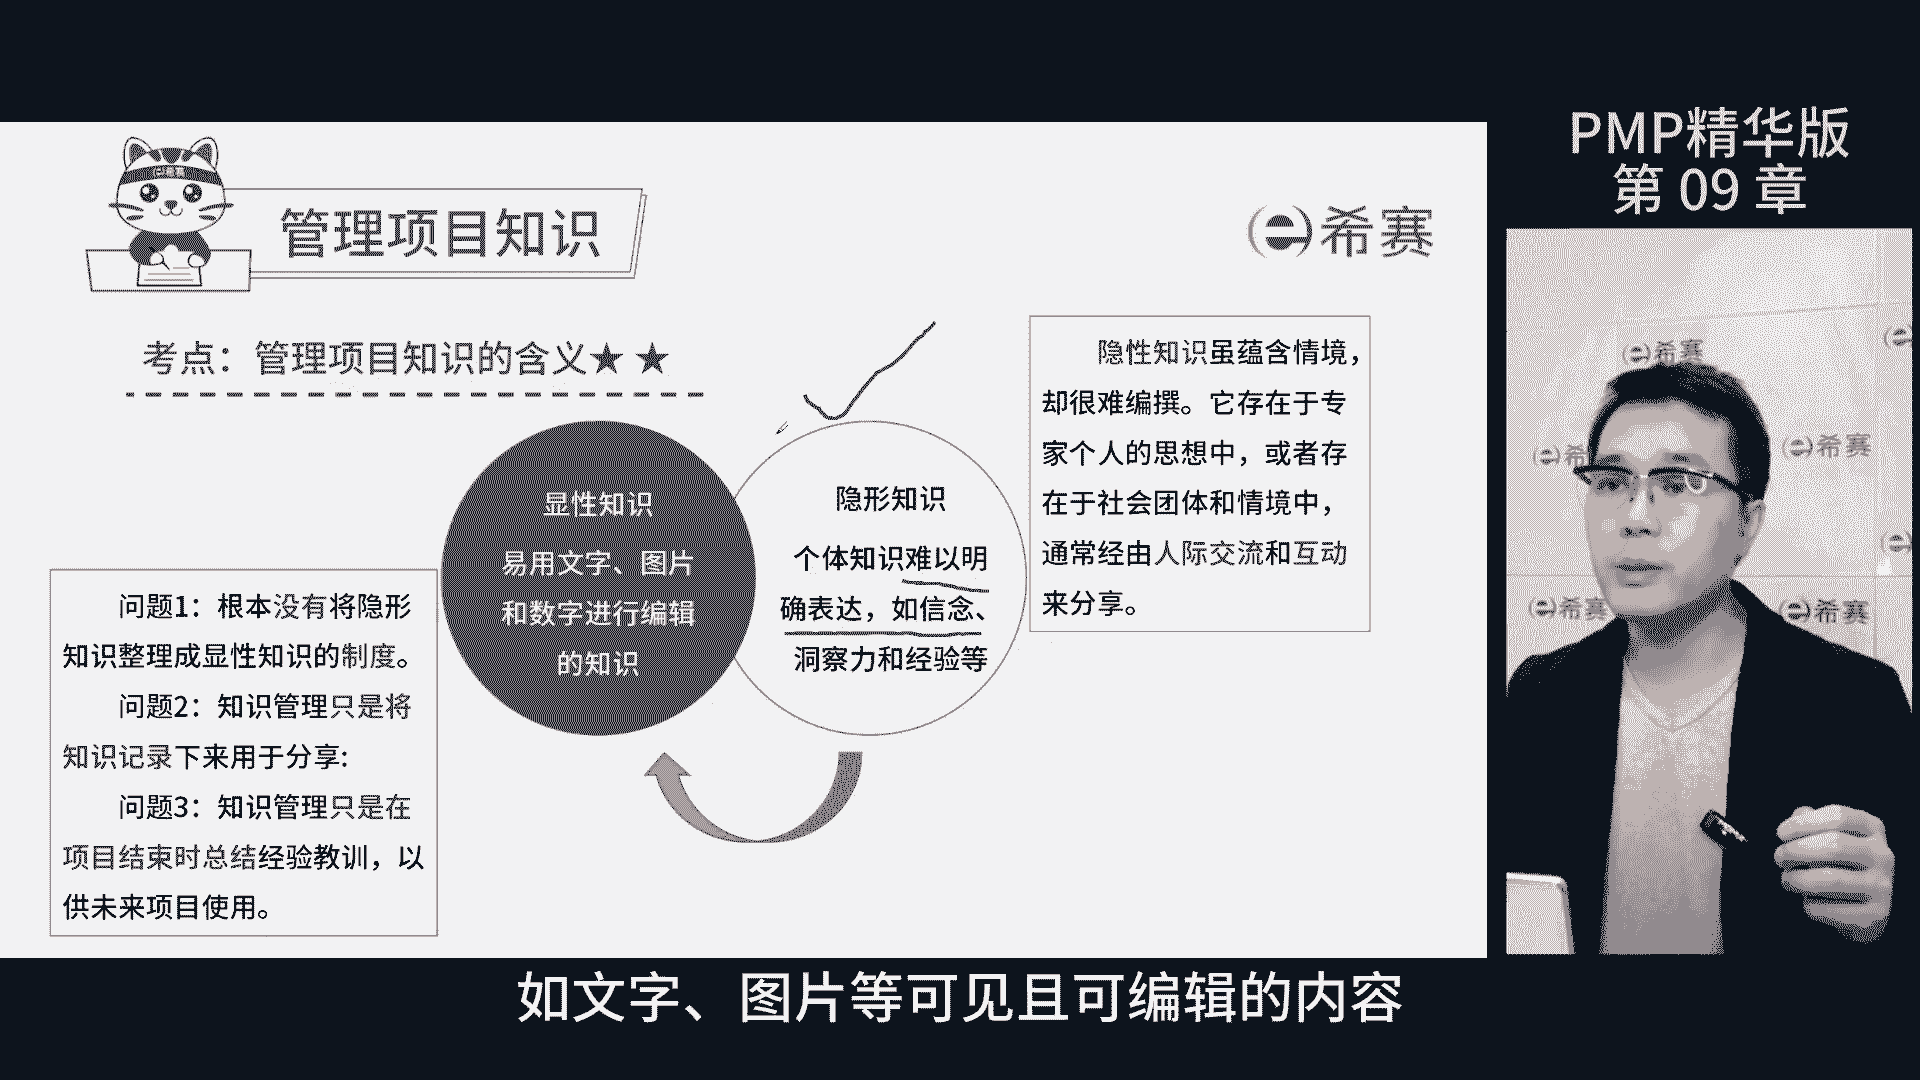 PMP精华版
第 09 章
管理项目知识
希赛
考点：管理项目知识的含义★ ★
显性知识
易用文字、图片
和数字进行编辑
的知识
隐形知识
个体知识难以明
确表达，如信念、
洞察力和经验等
隐性知识虽蕴含情境，
却很难编撰。它存在于专
家个人的思想中，或者存
在于社会团体和情境中，
通常经由人际交流和互动
来分享。
问题1：根本没有将隐形
知识整理成显性知识的制度。
问题2：知识管理只是将
知识记录下来用于分享:
问题3：知识管理只是在
项目结束时总结经验教训，以
供未来项目使用。
希赛
希赛
希赛
希赛
如文字、图片等可见且可编辑的内容